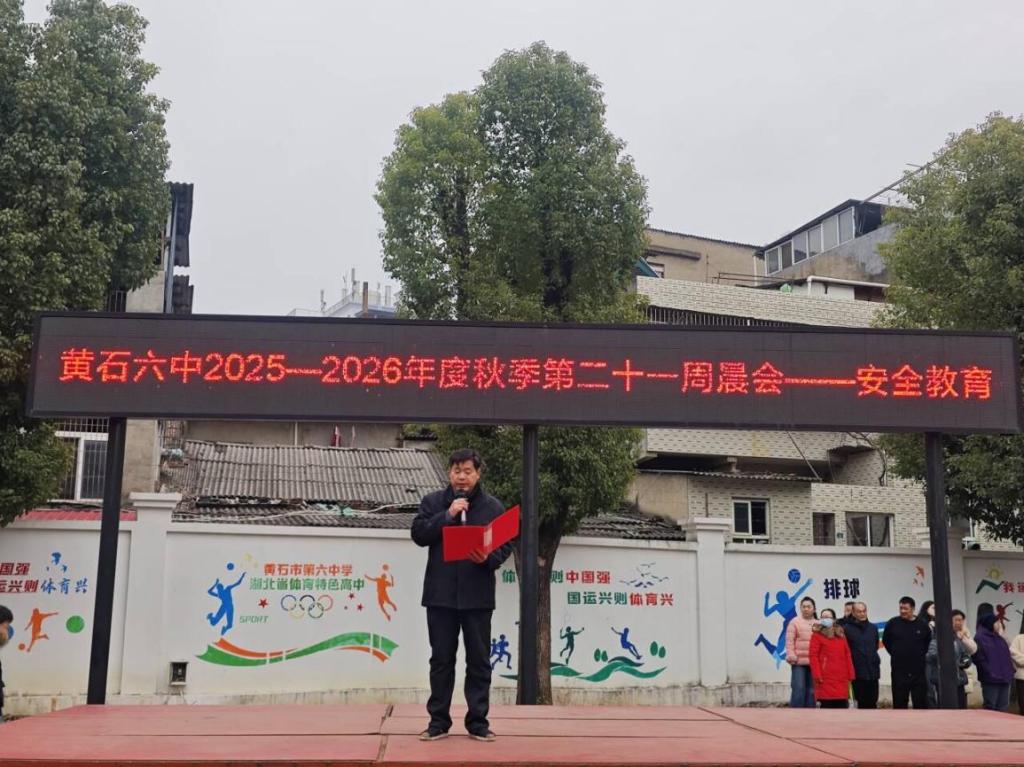 黄石六中2025—2026年度秋季第二十一周晨会——安全教育
国强
国运兴则体育兴
黄石市第六中学
湖北省体育特色高中
SPORT
体
则中国强
国运兴则体育兴
排球
我运